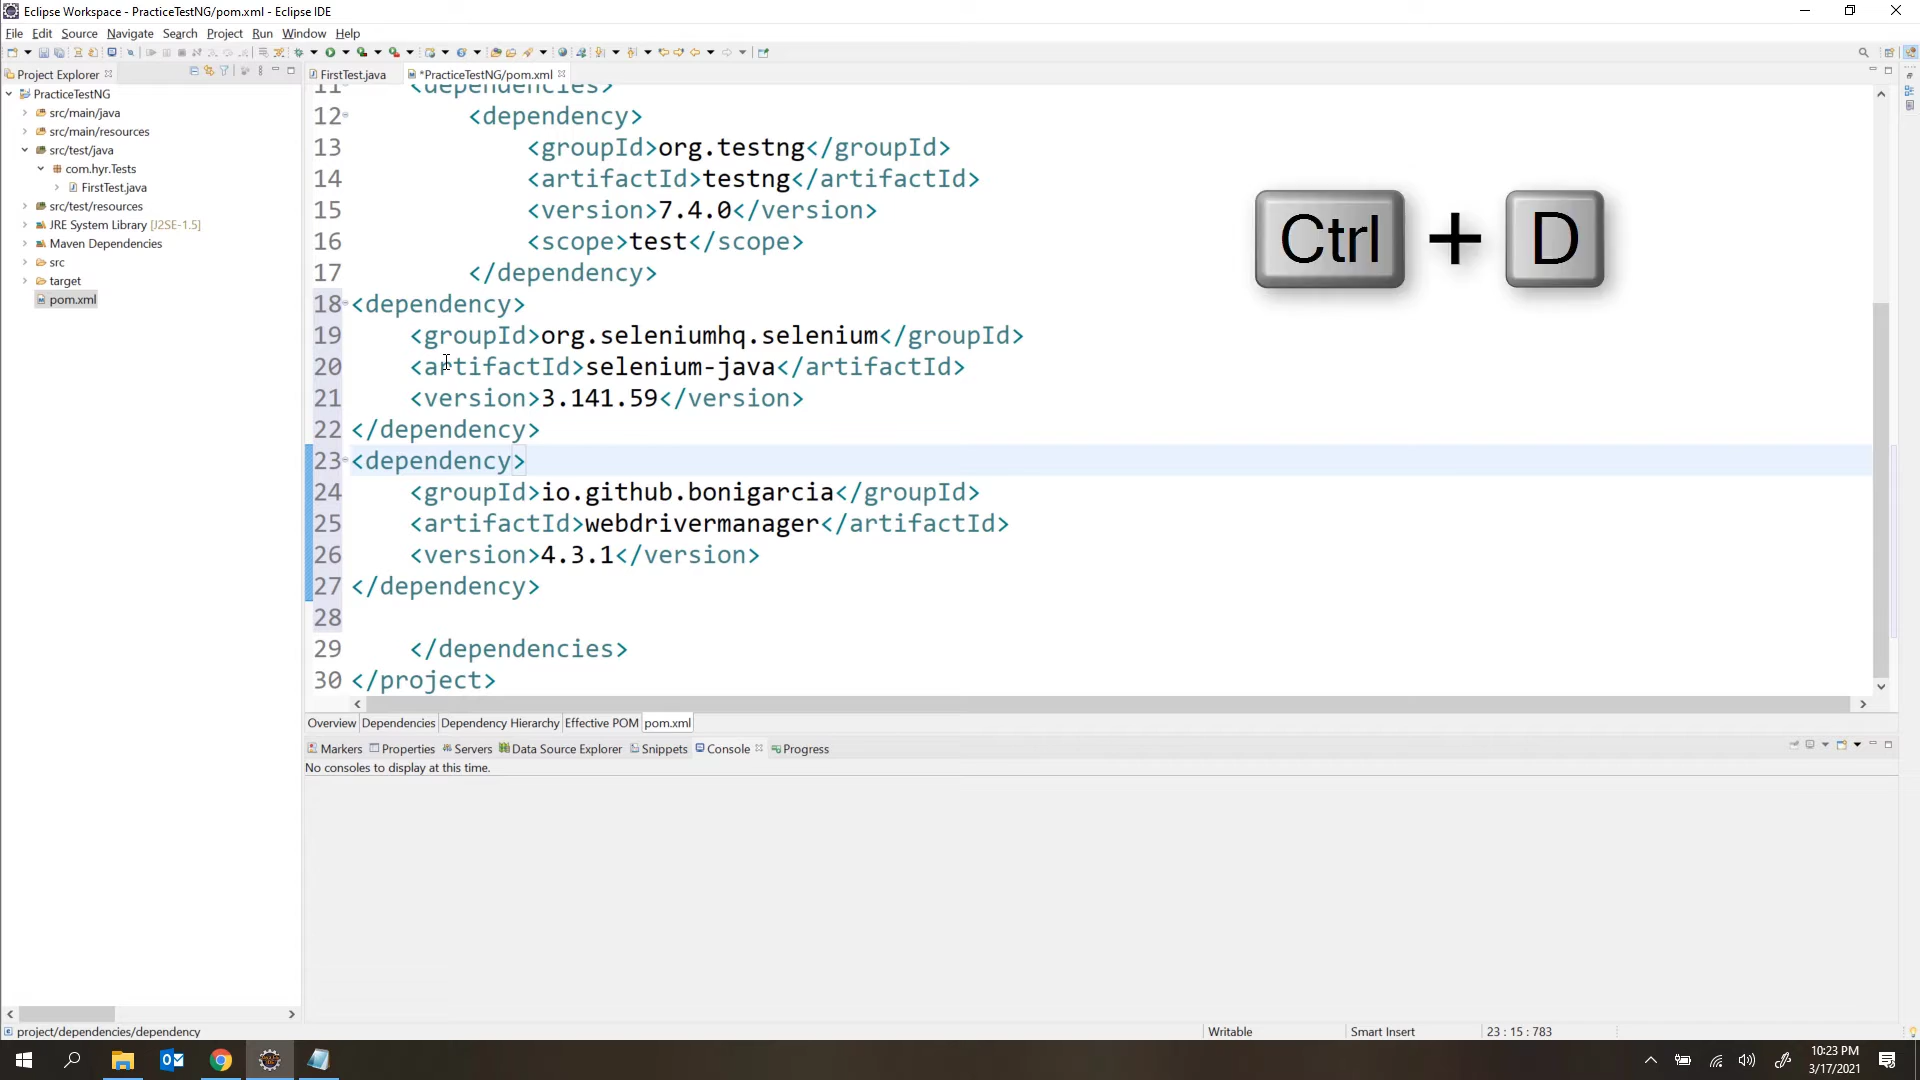 Eclipse Workspace - PracticeTestNG/pom.xml - Eclipse IDE
File Edit Source Navigate Search Project Run Window Help
Project Explorer
PracticeTestNG
src/main/java
src/main/resources
src/test/java
com.hyr.Tests
FirstTest.java
src/test/resources
JRE System Library [J2SE-1.5]
Maven Dependencies
src
target
pom.xml
FirstTest.java *PracticeTestNG/pom.xml
11 <dependencies>
12 <dependency>
13 <groupId>org.testng</groupId>
14 <artifactId>testng</artifactId>
15 <version>7.4.0</version>
16 <scope>test</scope>
17 </dependency>
18 <dependency>
19 <groupId>org.seleniumhq.selenium</groupId>
20 <artifactId>selenium-java</artifactId>
21 <version>3.141.59</version>
22 </dependency>
23 <dependency>
24 <groupId>io.github.bonigarcia</groupId>
25 <artifactId>webdrivermanager</artifactId>
26 <version>4.3.1</version>
27 </dependency>
28
29 </dependencies>
30 </project>
Ctrl + D
Overview Dependencies Dependency Hierarchy Effective POM pom.xml
Markers Properties Servers Data Source Explorer Snippets Console Progress
No consoles to display at this time.
project/dependencies/dependency Writable Smart Insert 23 : 15 : 783
10:23 PM
3/17/2021